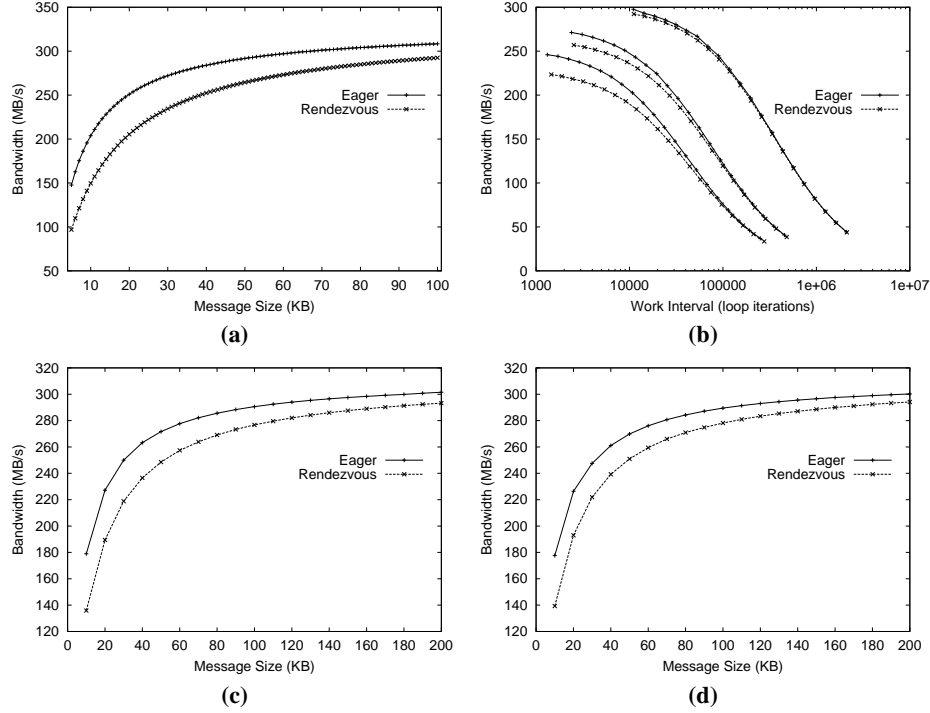 350
300
250
200
150
100
50
Bandwidth (MB/s)
Eager
Rendezvous
10 20 30 40 50 60 70 80 90 100
Message Size (KB)
(a)
300
250
200
150
100
50
0
Bandwidth (MB/s)
Eager
Rendezvous
1000 10000 100000 1e+06 1e+07
Work Interval (loop iterations)
(b)
320
300
280
260
240
220
200
180
160
140
120
Bandwidth (MB/s)
Eager
Rendezvous
0 20 40 60 80 100 120 140 160 180 200
Message Size (KB)
(c)
320
300
280
260
240
220
200
180
160
140
120
Bandwidth (MB/s)
Eager
Rendezvous
0 20 40 60 80 100 120 140 160 180 200
Message Size (KB)
(d)